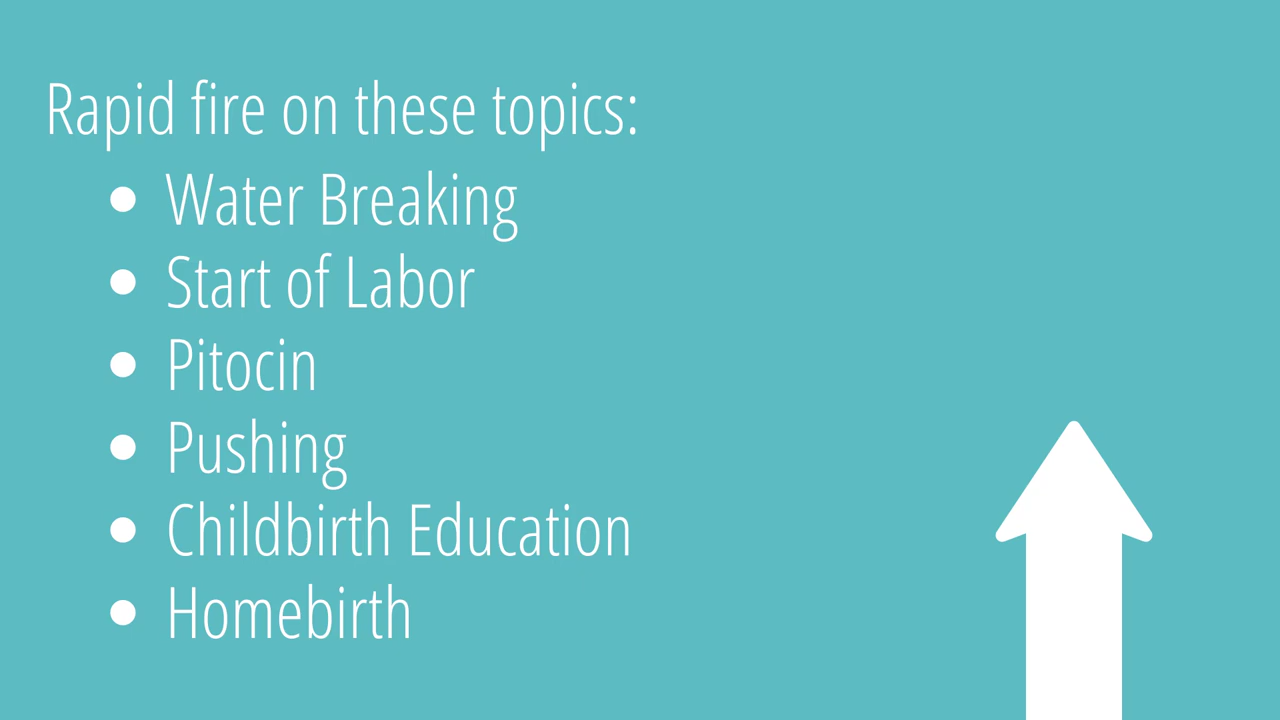 Rapid fire on these topics:
• Water Breaking
• Start of Labor
• Pitocin
• Pushing
• Childbirth Education
• Homebirth